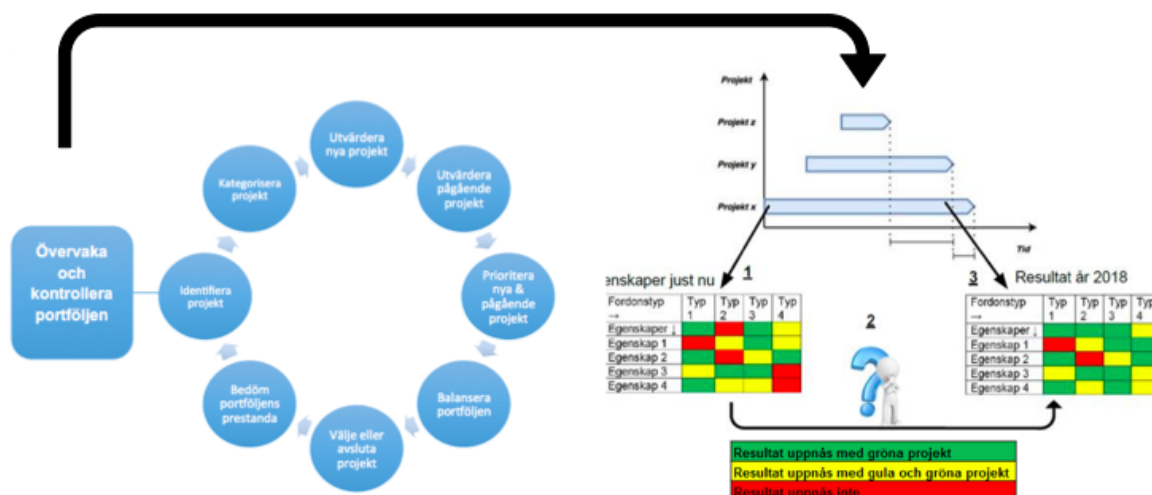 Övervaka
och
kontrollera
portföljen
Identifiera
projekt
Kategorisera
projekt
Utvärdera
nya projekt
Utvärdera
pågående
projekt
Prioritera
nya &
pågående
projekt
Balansera
portföljen
Välje eller
avsluta
projekt
Bedöm
portföljens
prestanda
Projekt
Projekt z
Projekt y
Projekt x
Tid
1
enskaper just nu
Fordonstyp Typ Typ Typ Typ
→ 1 2 3 4
Egenskaper ↓
Egenskap 1
Egenskap 2
Egenskap 3
Egenskap 4
2
?
3 Resultat år 2018
Fordonstyp Typ Typ Typ Typ
→ 1 2 3 4
Egenskaper ↓
Egenskap 1
Egenskap 2
Egenskap 3
Egenskap 4
Resultat uppnås med gröna projekt
Resultat uppnås med gula och gröna projekt
Resultat uppnås inte